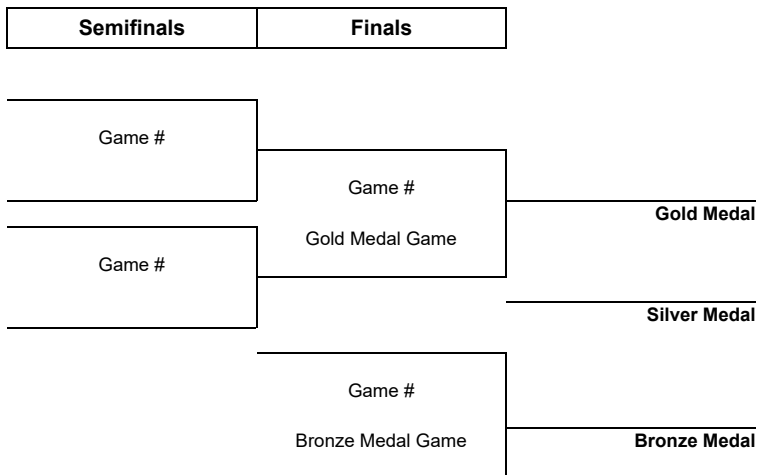 Semifinals Finals
Game #
Game #
Gold Medal
Gold Medal Game
Game #
Silver Medal
Game #
Bronze Medal Game Bronze Medal